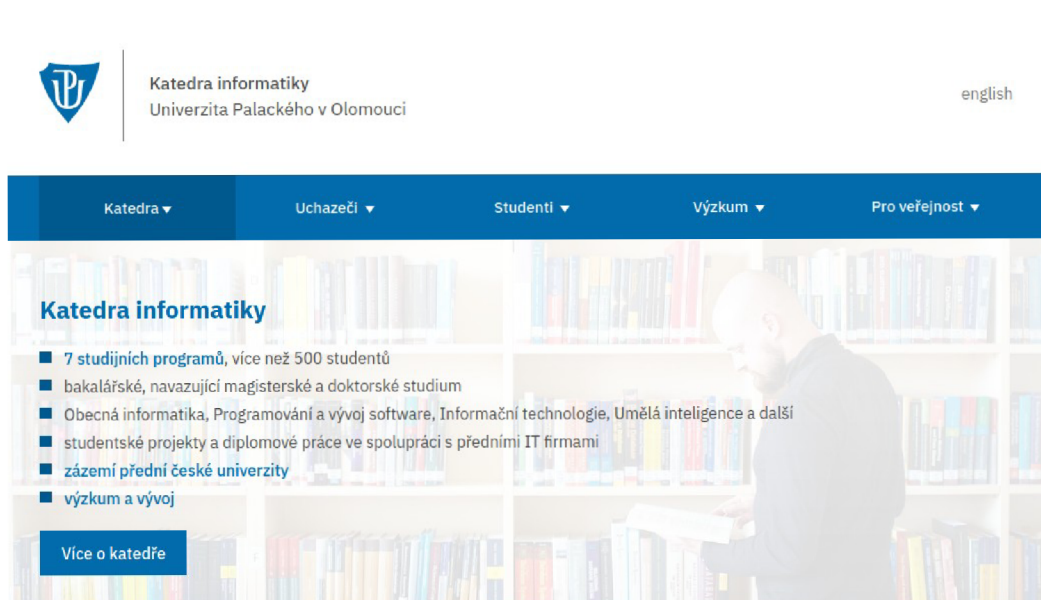 Katedra informatiky
Univerzita Palackého v Olomouci
english
Katedra ▾
Uchazeči ▾
Studenti ▾
Výzkum ▾
Pro veřejnost ▾
Katedra informatiky
7 studijních programů, více než 500 studentů
bakalářské, navazující magisterské a doktorské studium
Obecná informatika, Programování a vývoj software, Informační technologie, Umělá inteligence a další
studentské projekty a diplomové práce ve spolupráci s předními IT firmami
zázemí přední české univerzity
výzkum a vývoj
Více o katedře